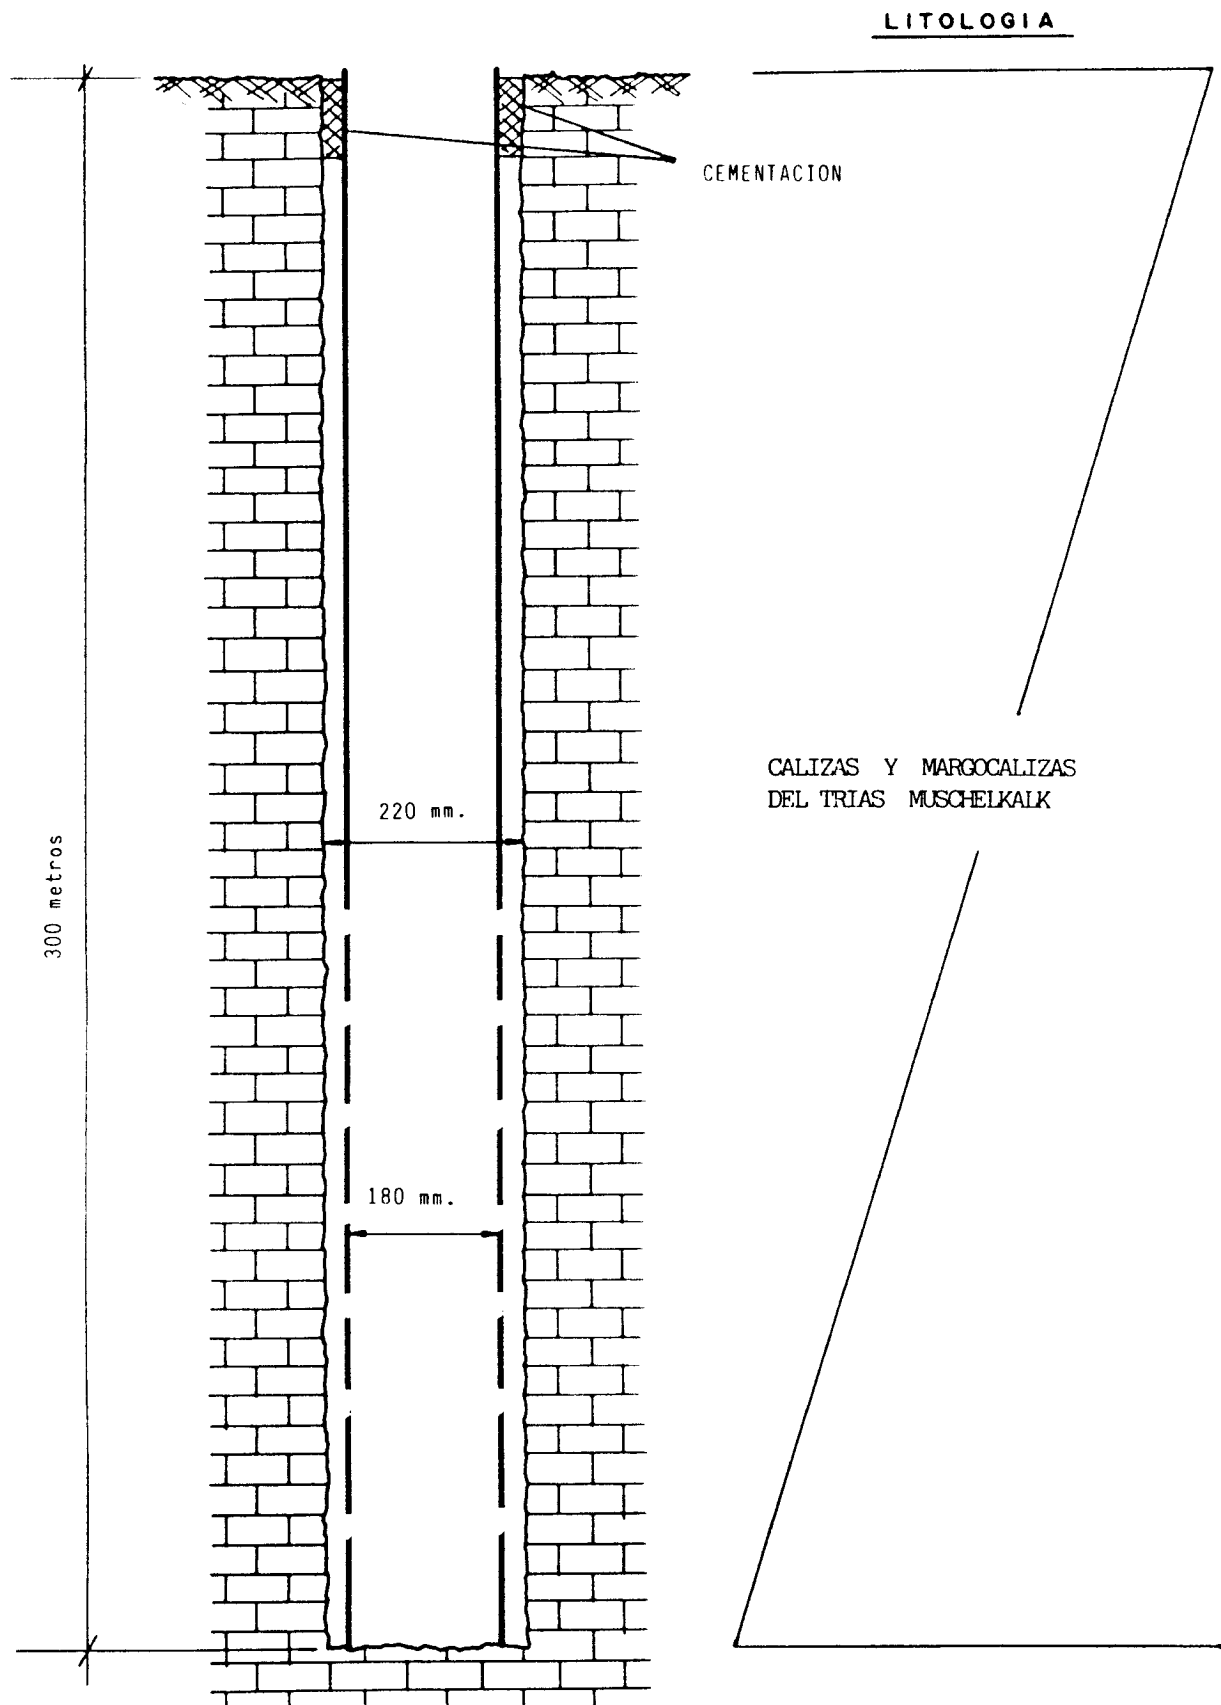 LITOLOGIA
CEMENTACION
CALIZAS Y MARGOCALIZAS
DEL TRIAS MUSCHELKALK
220 mm.
300 metros
180 mm.